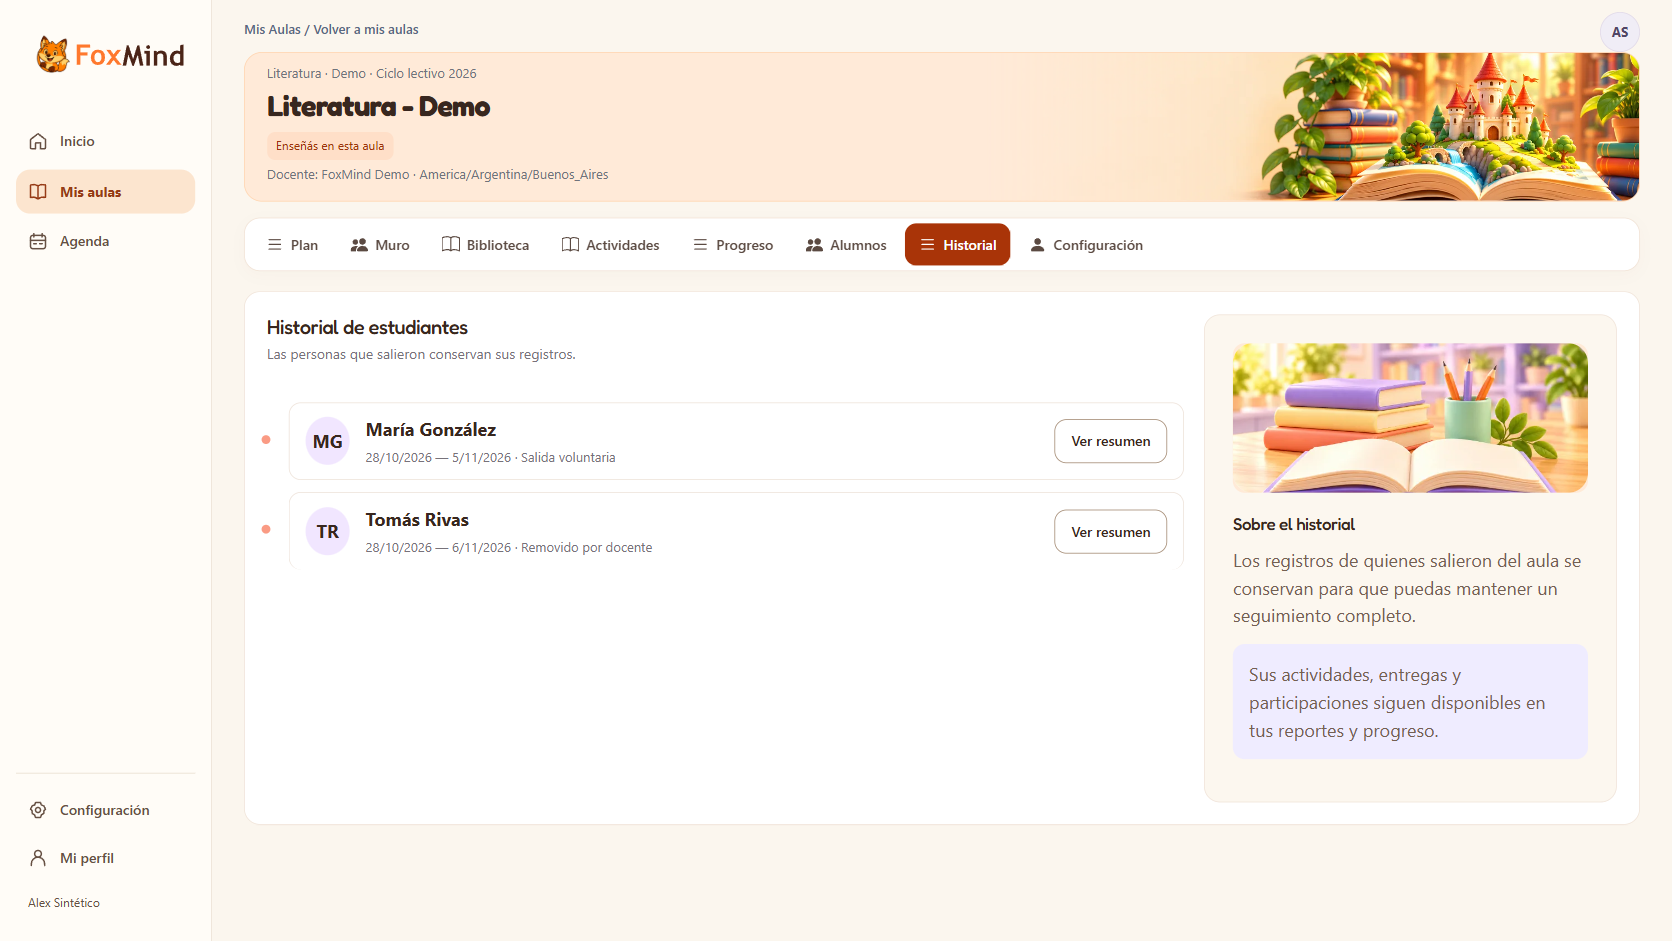 FoxMind
Inicio
Mis aulas
Agenda
Configuración
Mi perfil
Alex Sintético
Mis Aulas / Volver a mis aulas
AS
Literatura · Demo · Ciclo lectivo 2026
Literatura - Demo
Enseñás en esta aula
Docente: FoxMind Demo · America/Argentina/Buenos_Aires
Plan
Muro
Biblioteca
Actividades
Progreso
Alumnos
Historial
Configuración
Historial de estudiantes
Las personas que salieron conservan sus registros.
MG
María González
28/10/2026 — 5/11/2026 · Salida voluntaria
Ver resumen
TR
Tomás Rivas
28/10/2026 — 6/11/2026 · Removido por docente
Ver resumen
Sobre el historial
Los registros de quienes salieron del aula se
conservan para que puedas mantener un
seguimiento completo.
Sus actividades, entregas y
participaciones siguen disponibles en
tus reportes y progreso.